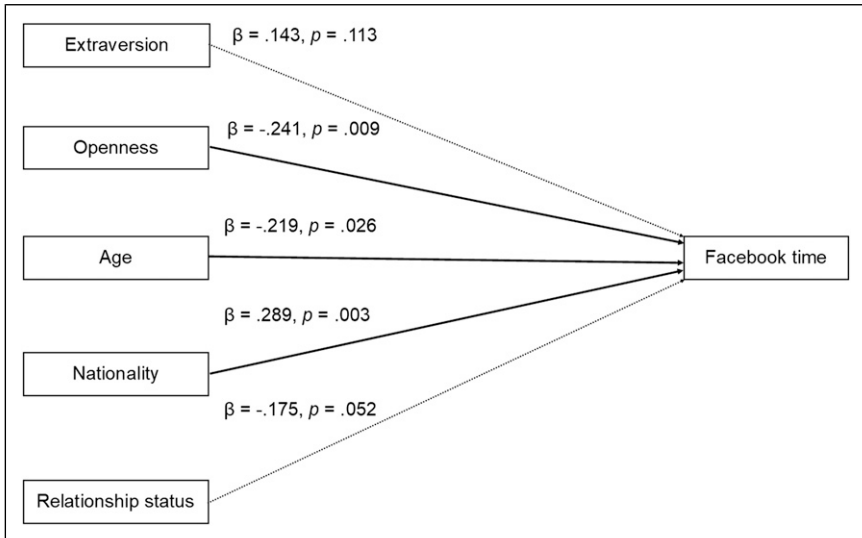 Extraversion
β = .143, p = .113
Openness
β = -.241, p = .009
Age
β = -.219, p = .026
Facebook time
Nationality
β = .289, p = .003
Relationship status
β = -.175, p = .052